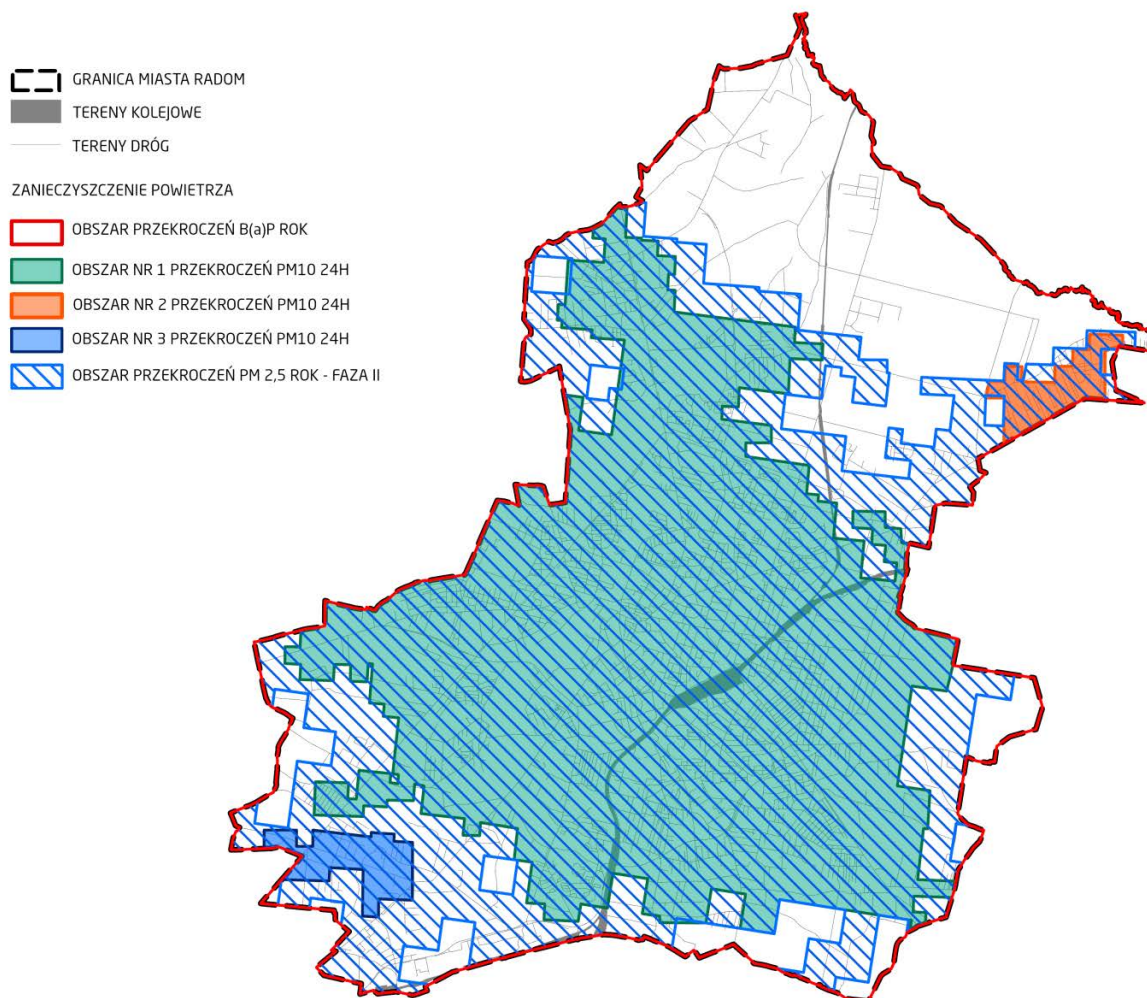 GRANICA MIASTA RADOM
TERENY KOLEJOWE
TERENY DRÓG
ZANIECZYSZCZENIE POWIETRZA
OBSZAR PRZEKROCZEŃ B(a)P ROK
OBSZAR NR 1 PRZEKROCZEŃ PM10 24H
OBSZAR NR 2 PRZEKROCZEŃ PM10 24H
OBSZAR NR 3 PRZEKROCZEŃ PM10 24H
OBSZAR PRZEKROCZEŃ PM 2,5 ROK - FAZA II